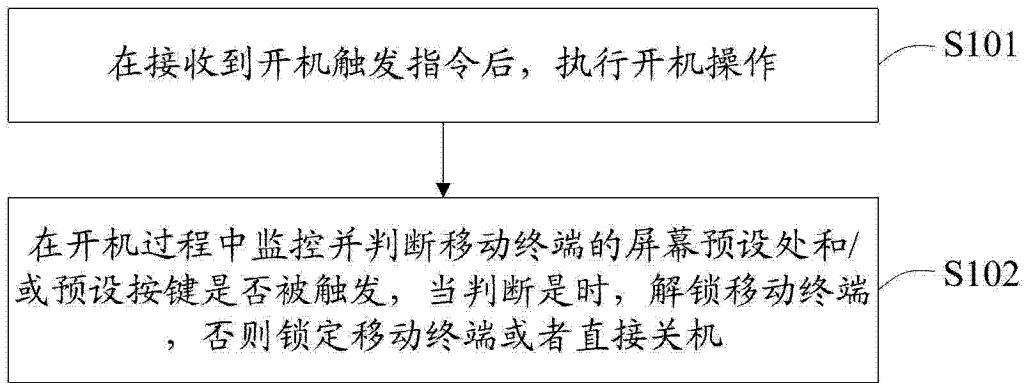 在接收到开机触发指令后，执行开机操作
S101
在开机过程中监控并判断移动终端的屏幕预设处和/
或预设按键是否被触发，当判断是时，解锁移动终端
，否则锁定移动终端或者直接关机
S102